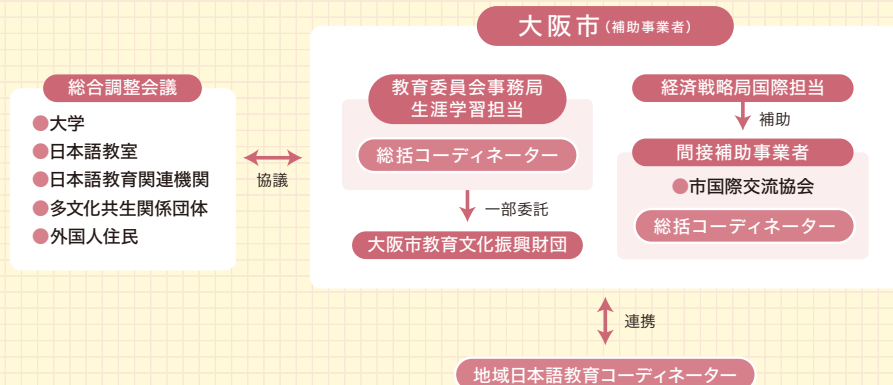 大阪市(補助事業者)
総合調整会議
●大学
●日本語教室
●日本語教育関連機関
●多文化共生関係団体
●外国人住民
協議
教育委員会事務局
生涯学習担当
総括コーディネーター
一部委託
大阪市教育文化振興財団
経済戦略局国際担当
補助
間接補助事業者
●市国際交流協会
総括コーディネーター
連携
地域日本語教育コーディネーター